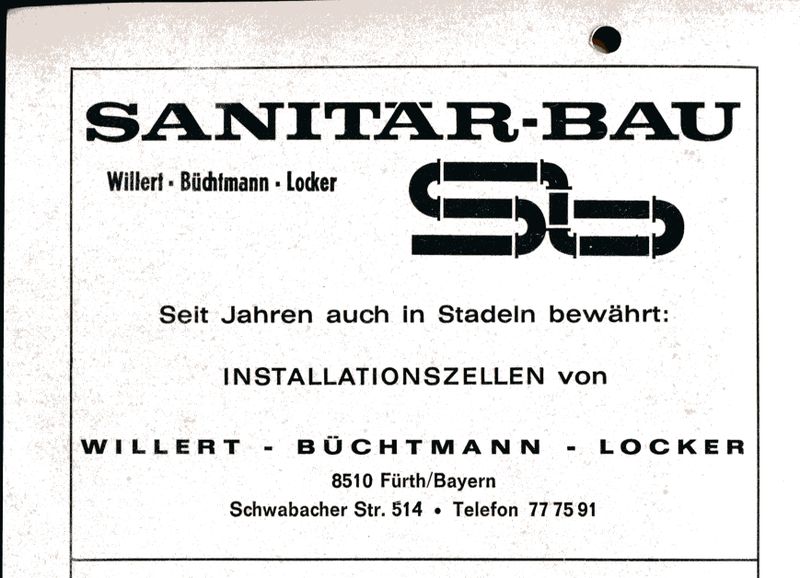 SANITÄR-BAU
Willert · Büchtmann · Locker
Sb
Seit Jahren auch in Stadeln bewährt:
INSTALLATIONSZELLEN von
WILLERT - BÜCHTMANN - LOCKER
8510 Fürth/Bayern
Schwabacher Str. 514 • Telefon 77 75 91